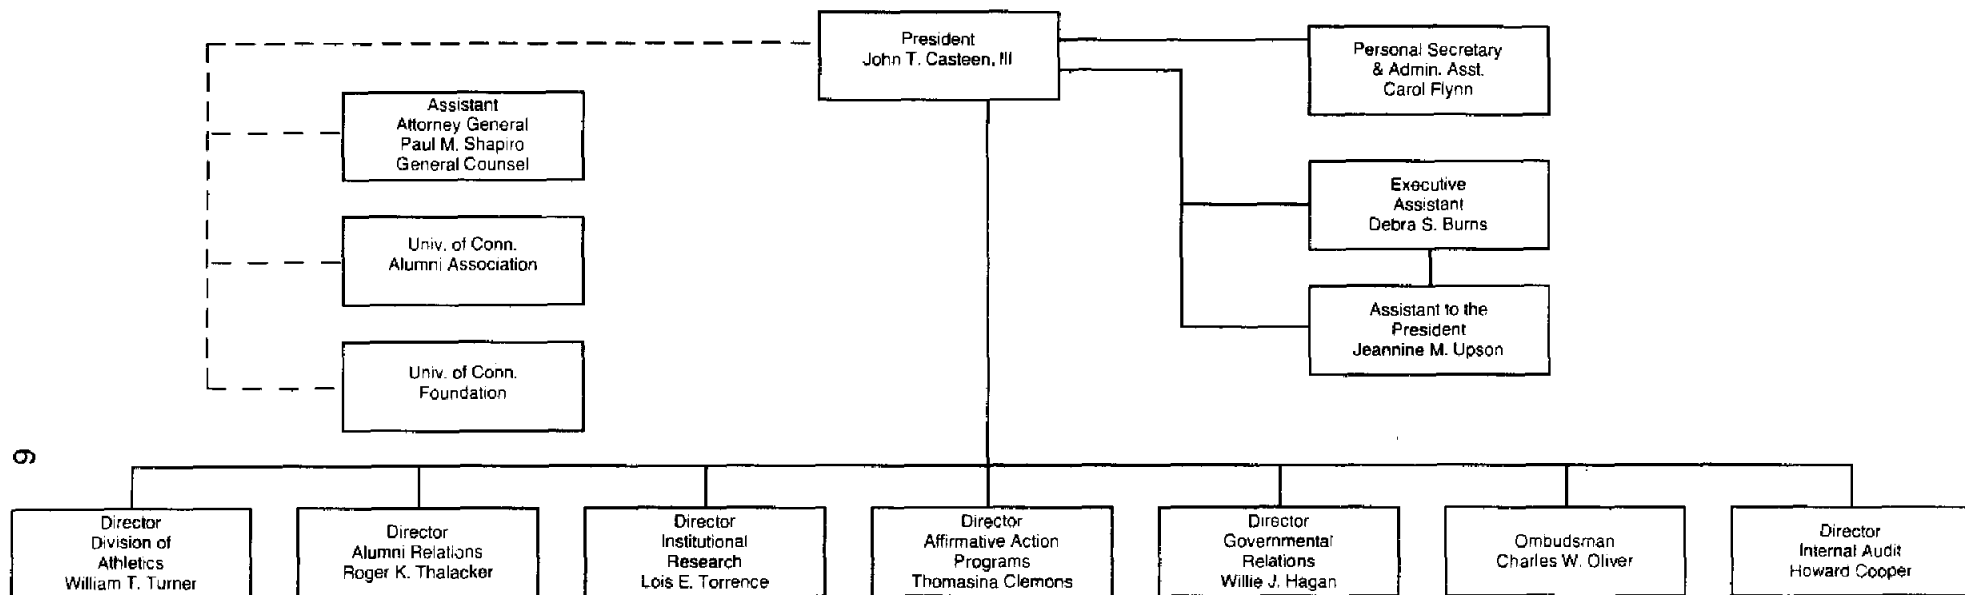 President
John T. Casteen, III
Personal Secretary
& Admin. Asst.
Carol Flynn
Assistant
Attorney General
Paul M. Shapiro
General Counsel
Executive
Assistant
Debra S. Burns
Univ. of Conn.
Alumni Association
Assistant to the
President
Jeannine M. Upson
Univ. of Conn.
Foundation
9
Director
Division of
Athletics
William T. Turner
Director
Alumni Relations
Roger K. Thalacker
Director
Institutional
Research
Lois E. Torrence
Director
Affirmative Action
Programs
Thomasina Clemons
Director
Governmental
Relations
Willie J. Hagan
Ombudsman
Charles W. Oliver
Director
Internal Audit
Howard Cooper